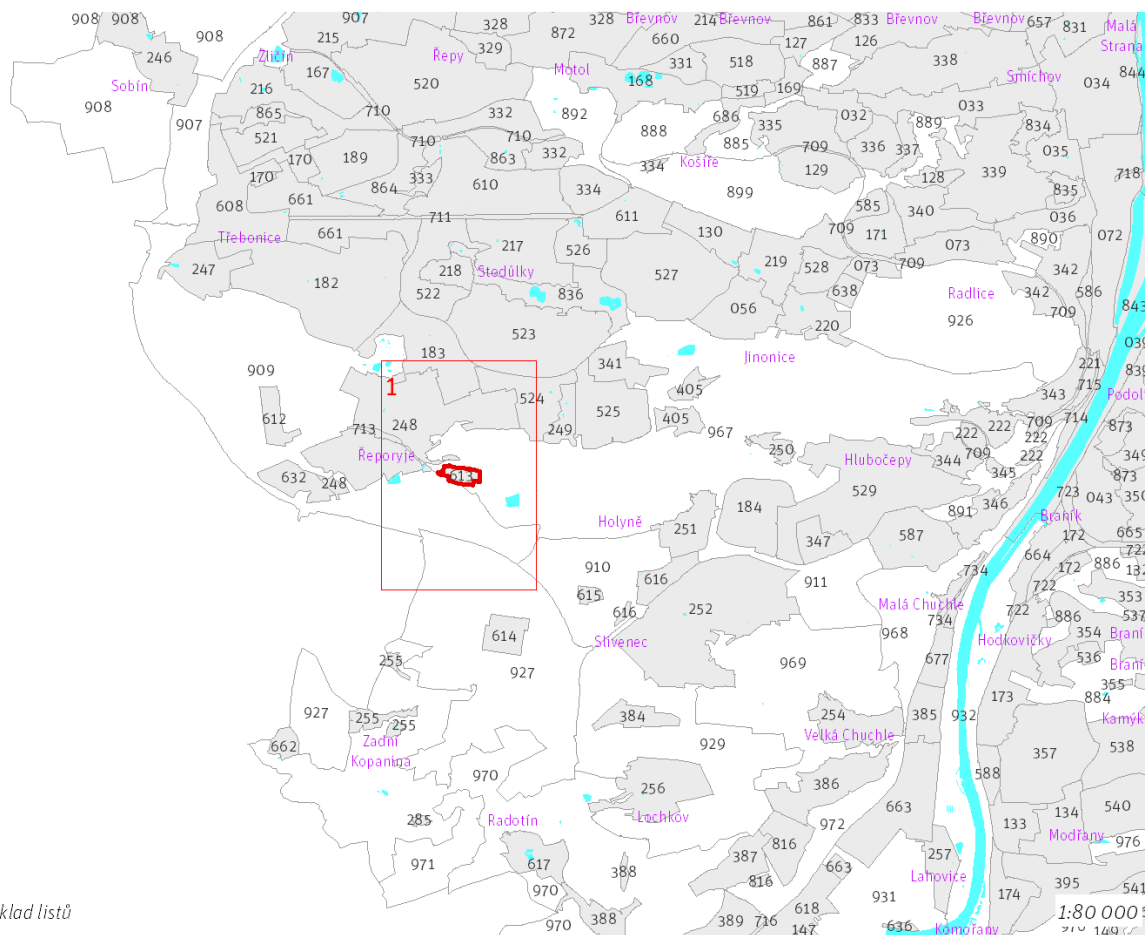 908 908 907 328 328 Břevnov 214 Břevnov 861 833 Břevnov Břevnov 657 831 Malá
908 215 329 872 660 127 126 Strana
246 Zličín Řepy Motol 331 518 887 338 Smíchov 844
Sobín 167 520 168 034
216 519 169
908 865 710 332 892 686 033
907 521 710 710 888 885 335 032 889 834
170 189 863 332 334 Košíře 709 336 337 035
170 333 129 128 339 718
864 610 334 899 835
608 661 711 611 585 340 036
661 130 709 171 890 072
Třebonice 217 526 073
247 218 Stodůlky 527 219 528 073 709 342
182 522 836 638 Radlice 342 586
056 926 709 843
523 220 039
183 341 Jinonice 221
909 1 405 715 839
524 343 Podolí
612 248 525 405 709 714
713 249 967 222 222 222 873
Řeporyje 250 Hlubočepy 344 709 222 349
632 248 613 345 873
529 723 043 350
184 891 346 Braník
Holyně 251 347 587 172 665
664 722
910 734 172 886 132
616 911 722 353
615 616 252 Malá Chuchle 722 886 537
614 734 968 Hodkovičky 354
Slivenec 536
255 927 969 677 355
173 884
927 255 255 384 254 385 932
662 Zadní 929 Velká Chuchle 357 538
Kopanina 970 588
256 386
285 Radotín Lochkov 663 134 540
972 133 Modřany
971 617 387 816 257 976
388 816 663 Lahovice 395 541
970 931 174
970 388 389 716 618 147 636 Komořany
klad listů 1:80 000